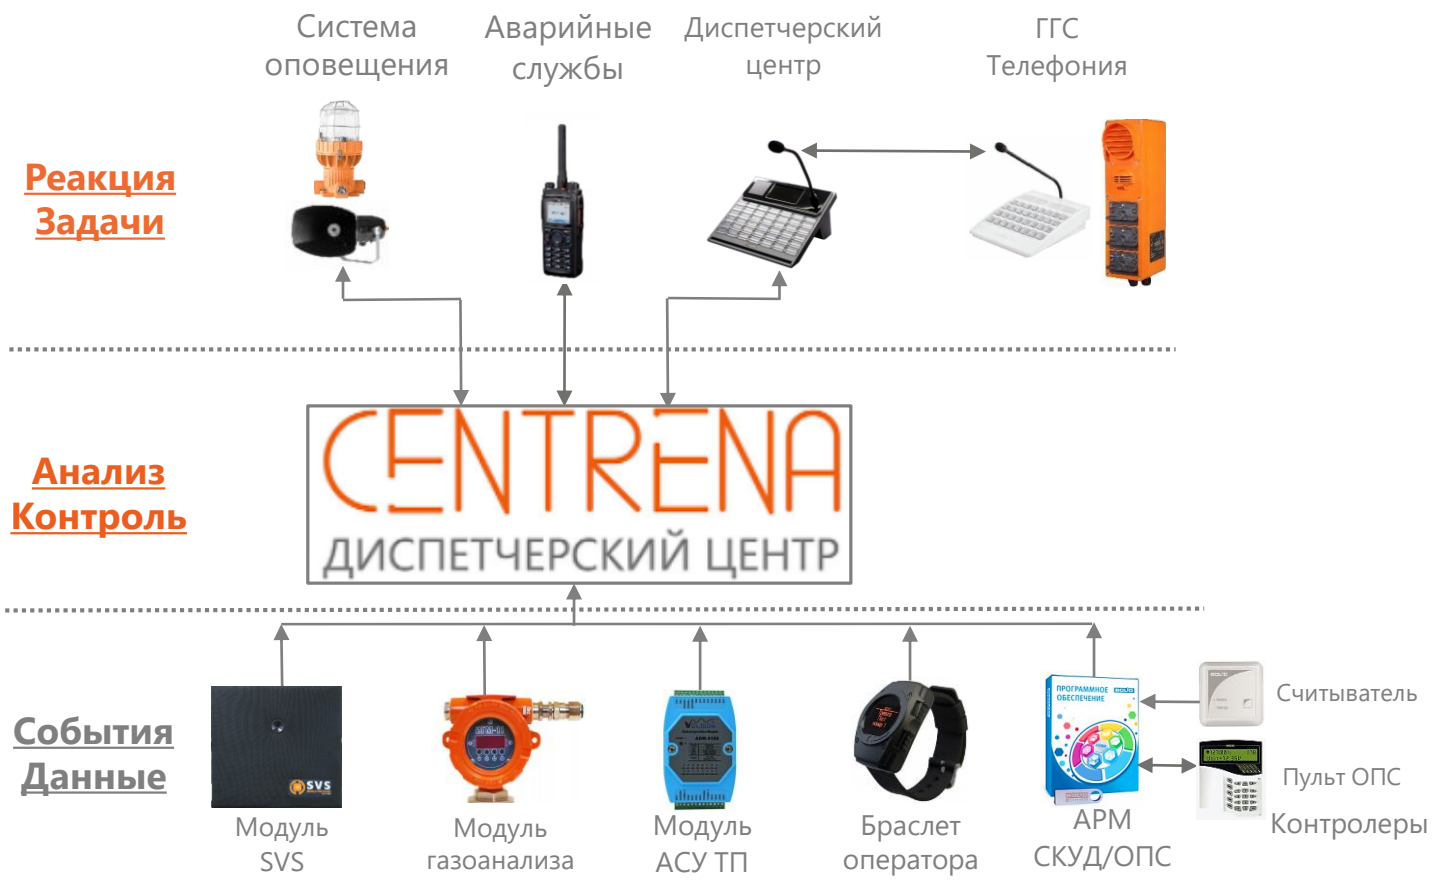 Система
оповещения
Аварийные
службы
Диспетчерский
центр
ГГС
Телефония
Реакция
Задачи
Анализ
Контроль
CENTRENA
ДИСПЕТЧЕРСКИЙ ЦЕНТР
События
Данные
SVS
ПРОГРАММНОЕ
ОБЕСПЕЧЕНИЕ
Считыватель
Пульт ОПС
Контролеры
Модуль
SVS
Модуль
газоанализа
Модуль
АСУ ТП
Браслет
оператора
АРМ
СКУД/ОПС